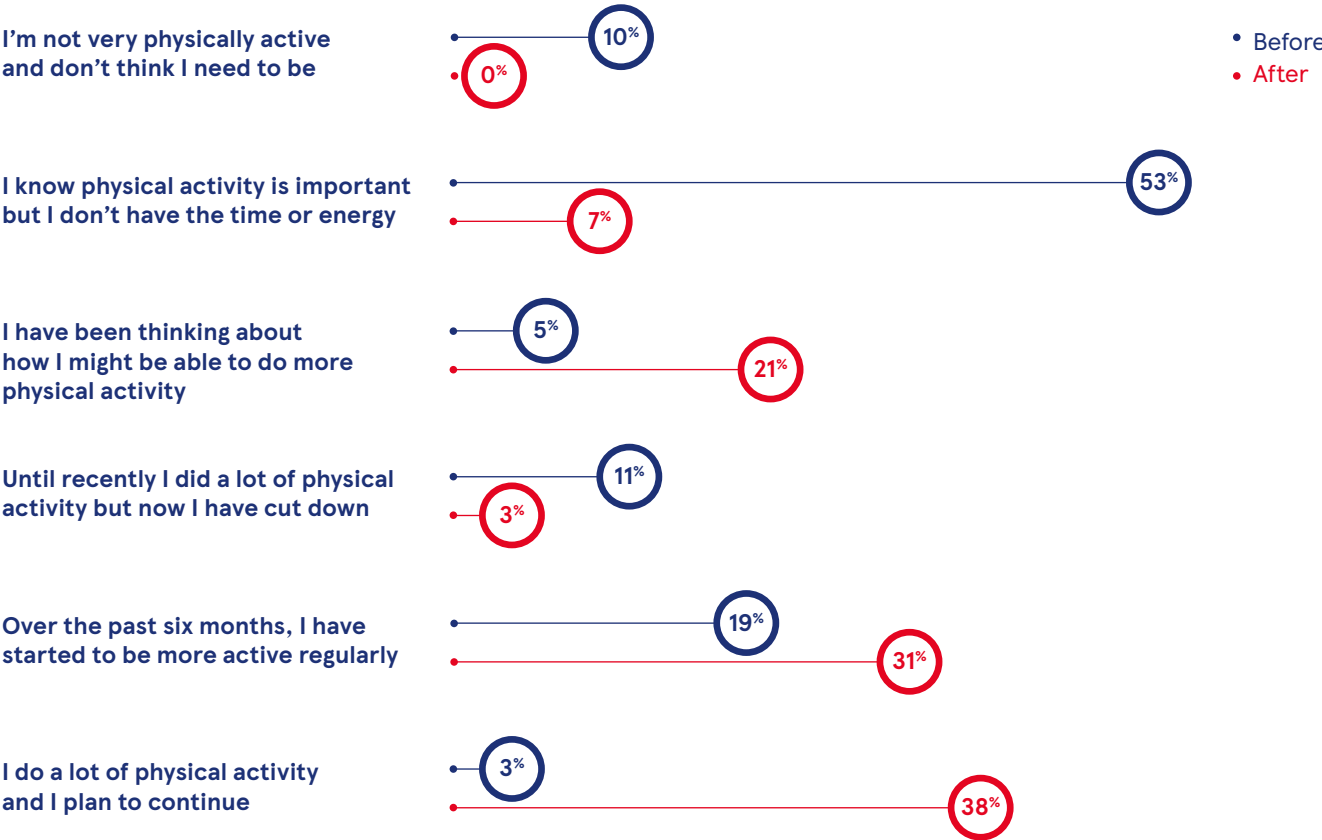 I’m not very physically active
and don’t think I need to be
10%
0%
Before
After
I know physical activity is important
but I don’t have the time or energy
53%
7%
I have been thinking about
how I might be able to do more
physical activity
5%
21%
Until recently I did a lot of physical
activity but now I have cut down
11%
3%
Over the past six months, I have
started to be more active regularly
19%
31%
I do a lot of physical activity
and I plan to continue
3%
38%